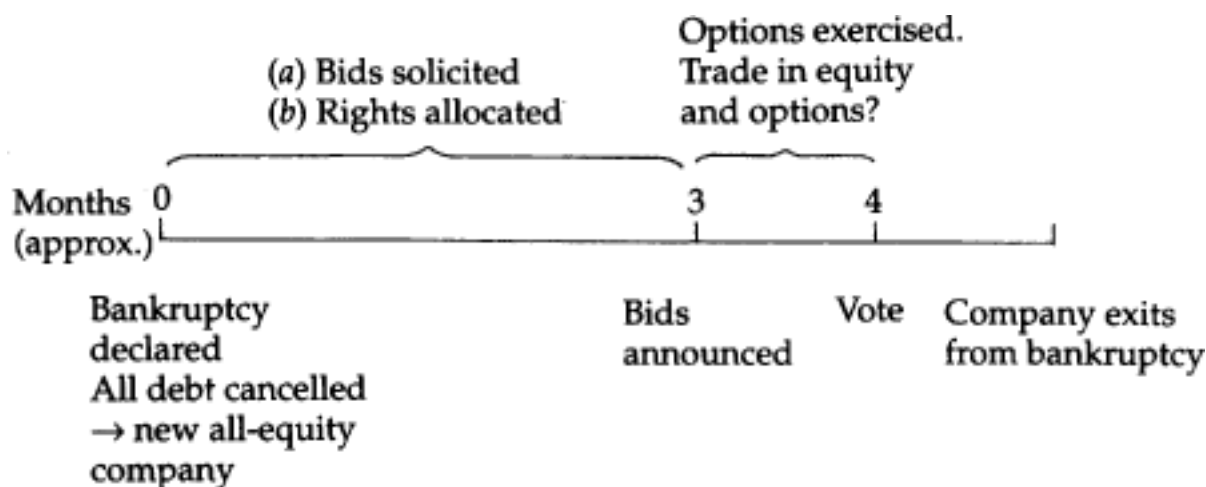 Options exercised.
(a) Bids solicited
Trade in equity
(b) Rights allocated
and options?
Months 0
3
4
(approx.)
Bankruptcy
declared
All debt cancelled
→ new all-equity
company
Bids
announced
Vote
Company exits
from bankruptcy